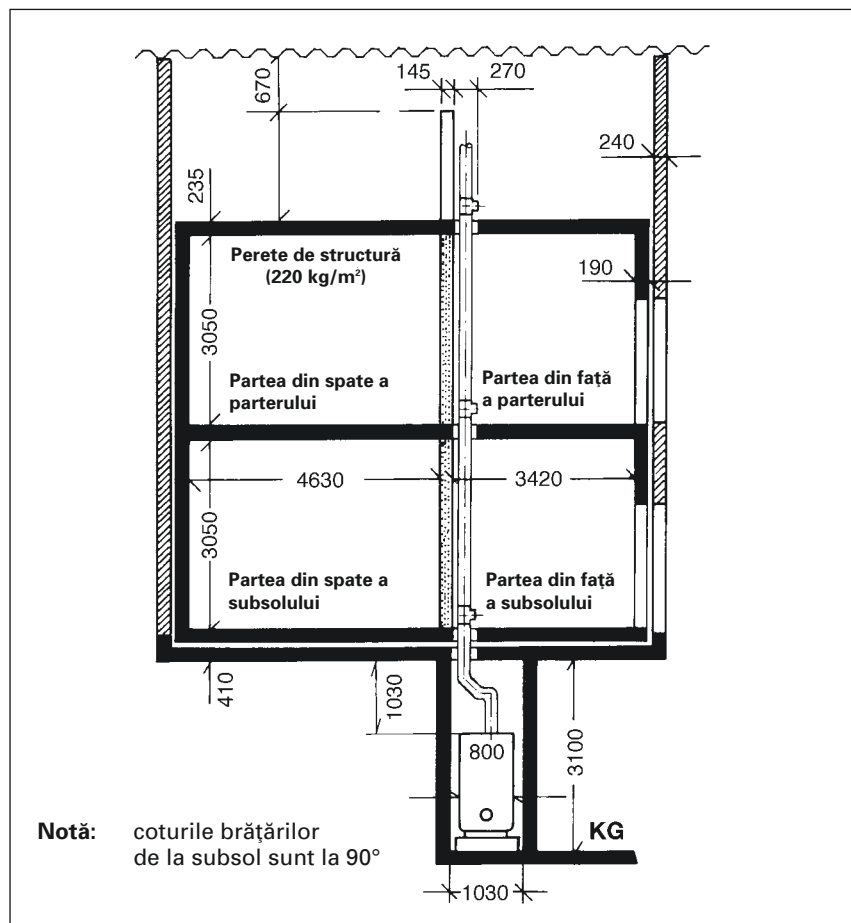 145
270
670
240
235
Perete de structură
(220 kg/m²)
190
3050
Partea din spate a
parterului
Partea din față
a parterului
4630
3420
3050
Partea din spate a
subsolului
Partea din față
a subsolului
410
1030
800
3100
Notă: coturile brățărilor
de la subsol sunt la 90°
KG
1030